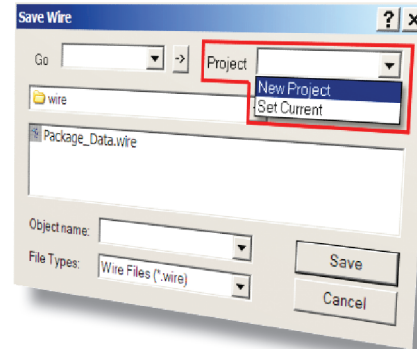 Save Wire
Go
Project
New Project
Set Current
wire
Package_Data.wire
Object name:
File Types:
Wire Files (*.wire)
Save
Cancel